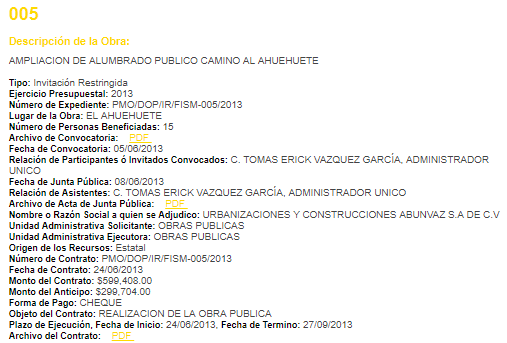 005
Descripción de la Obra:
AMPLIACION DE ALUMBRADO PUBLICO CAMINO AL AHUEHUETE
Tipo: Invitación Restringida
Ejercicio Presupuestal: 2013
Número de Expediente: PMO/DOP/IR/FISM-005/2013
Lugar de la Obra: EL AHUEHUETE
Número de Personas Beneficiadas: 15
Archivo de Convocatoria: PDF
Fecha de Convocatoria: 05/06/2013
Relación de Participantes ó Invitados Convocados: C. TOMAS ERICK VAZQUEZ GARCÍA, ADMINISTRADOR
UNICO
Fecha de Junta Pública: 08/06/2013
Relación de Asistentes: C. TOMAS ERICK VAZQUEZ GARCÍA, ADMINISTRADOR UNICO
Archivo de Acta de Junta Pública: PDF
Nombre o Razón Social a quien se Adjudico: URBANIZACIONES Y CONSTRUCCIONES ABUNVAZ S.A DE C.V
Unidad Administrativa Solicitante: OBRAS PUBLICAS
Unidad Administrativa Ejecutora: OBRAS PUBLICAS
Origen de los Recursos: Estatal
Número de Contrato: PMO/DOP/IR/FISM-005/2013
Fecha de Contrato: 24/06/2013
Monto del Contrato: $599,408.00
Monto del Anticipo: $299,704.00
Forma de Pago: CHEQUE
Objeto del Contrato: REALIZACION DE LA OBRA PUBLICA
Plazo de Ejecución, Fecha de Inicio: 24/06/2013, Fecha de Termino: 27/09/2013
Archivo del Contrato: PDF